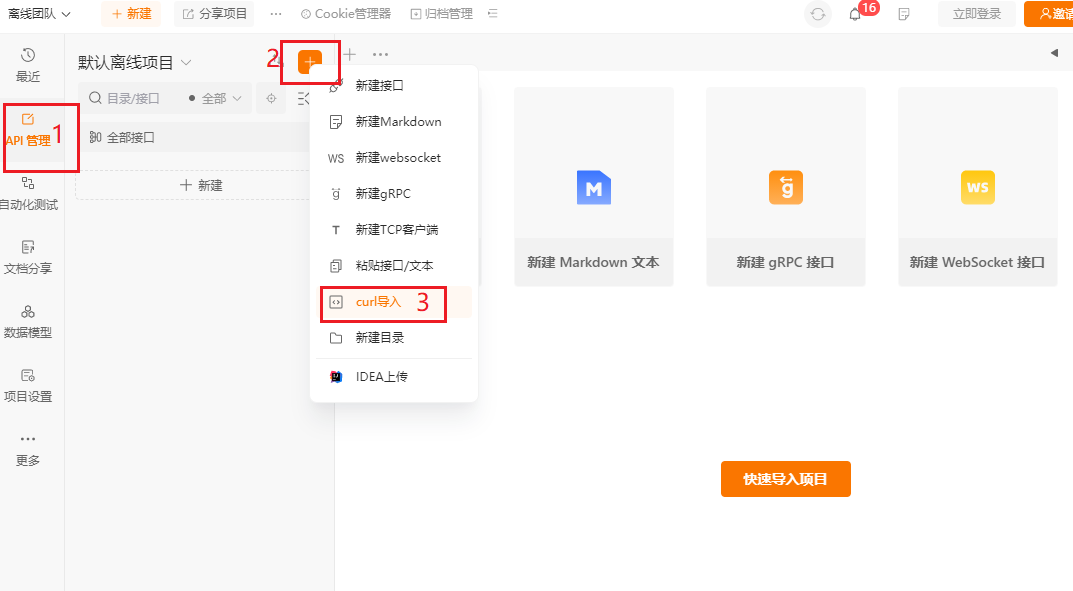 离线团队
新建
分享项目
Cookie管理器
归档管理
16
立即登录
邀请
最近
1
API 管理
自动化测试
文档分享
数据模型
项目设置
更多
默认离线项目
2
目录/接口
全部
全部接口
新建
新建接口
新建Markdown
WS 新建websocket
g 新建gRPC
T 新建TCP客户端
粘贴接口/文本
curl导入 3
新建目录
IDEA上传
M
新建 Markdown 文本
g
新建 gRPC 接口
WS
新建 WebSocket 接口
快速导入项目